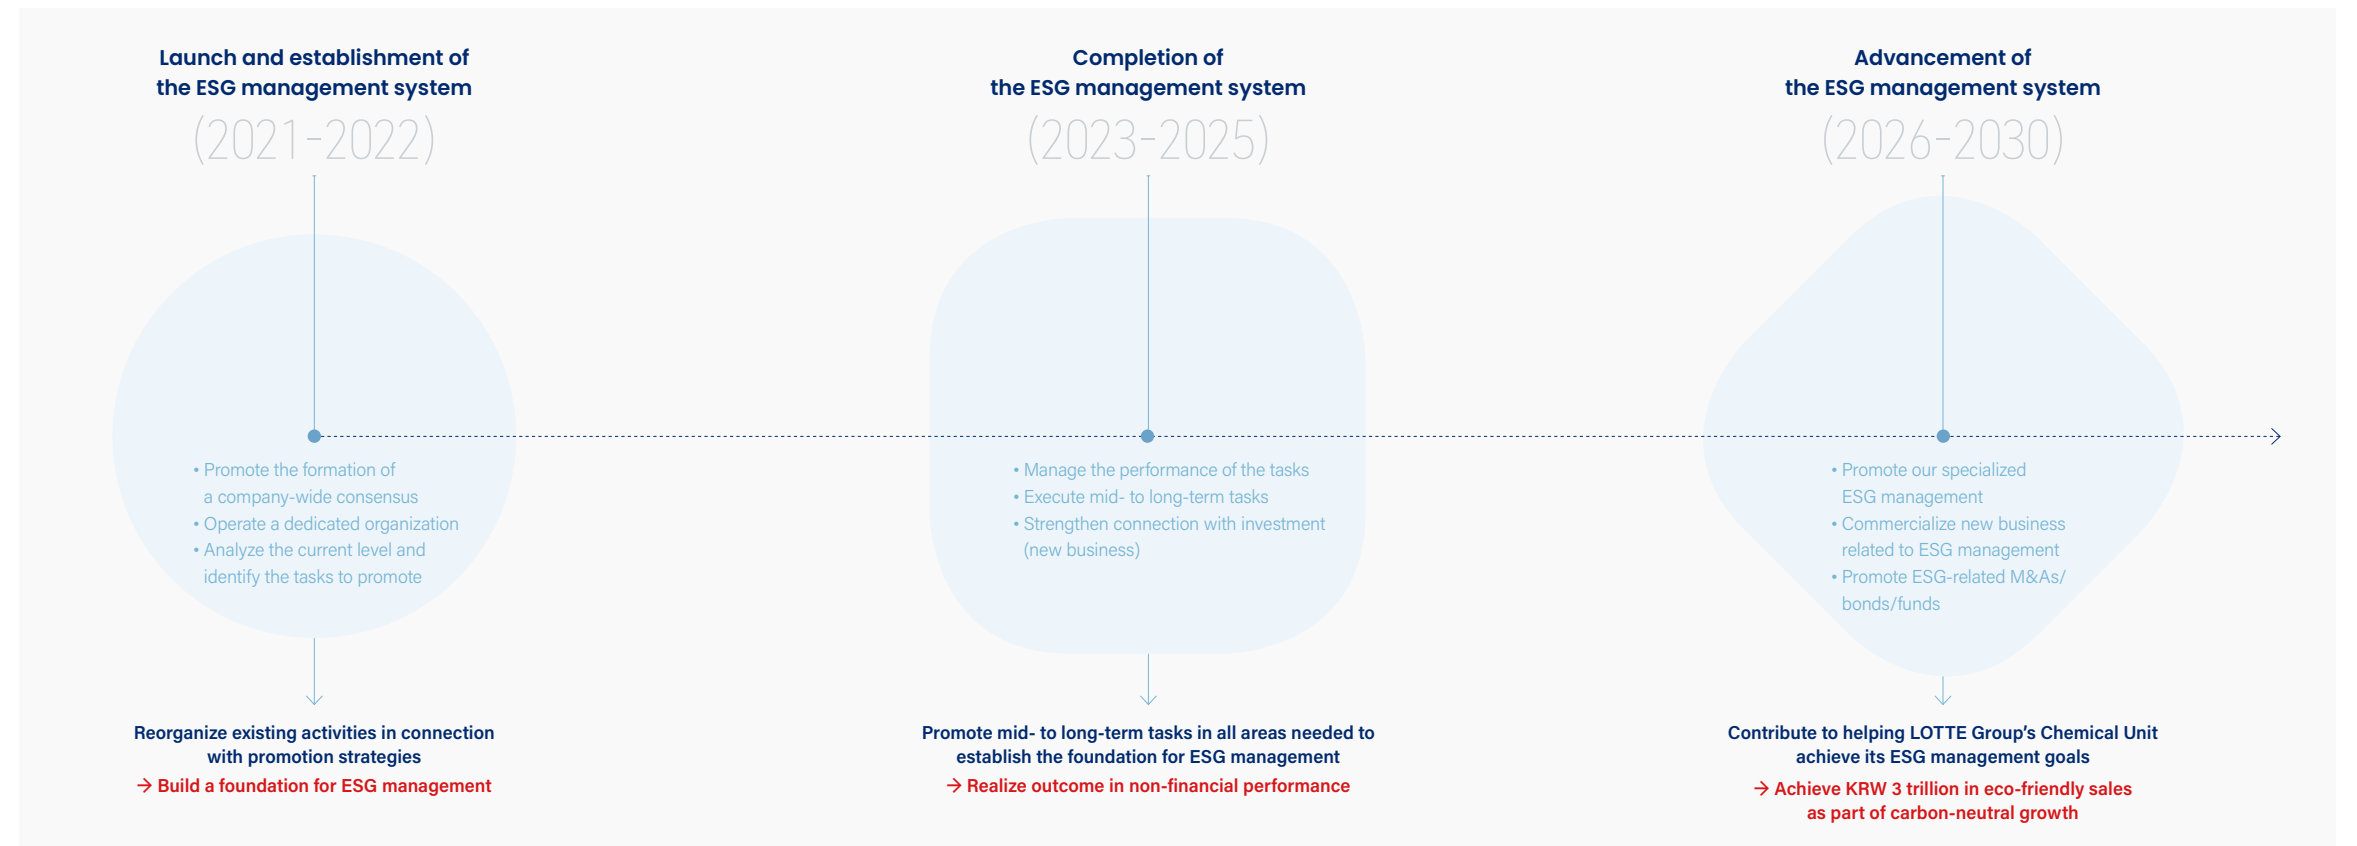 Launch and establishment of
the ESG management system
(2021-2022)
• Promote the formation of
a company-wide consensus
• Operate a dedicated organization
• Analyze the current level and
identify the tasks to promote
Reorganize existing activities in connection
with promotion strategies
→ Build a foundation for ESG management
Completion of
the ESG management system
(2023-2025)
• Manage the performance of the tasks
• Execute mid- to long-term tasks
• Strengthen connection with investment
(new business)
Promote mid- to long-term tasks in all areas needed to
establish the foundation for ESG management
→ Realize outcome in non-financial performance
Advancement of
the ESG management system
(2026-2030)
• Promote our specialized
ESG management
• Commercialize new business
related to ESG management
• Promote ESG-related M&As/
bonds/funds
Contribute to helping LOTTE Group’s Chemical Unit
achieve its ESG management goals
→ Achieve KRW 3 trillion in eco-friendly sales
as part of carbon-neutral growth